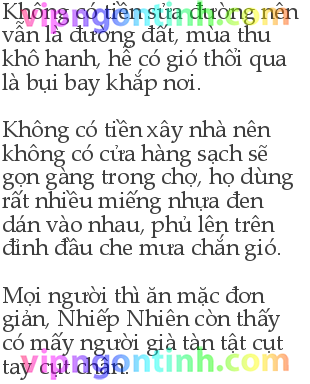 Không có tiền sửa đường nên
vẫn là đường đất, mùa thu
khô hanh, hễ có gió thổi qua
là bụi bay khắp nơi.
Không có tiền xây nhà nên
không có cửa hàng sạch sẽ
gọn gàng trong chợ, họ dùng
rất nhiều miếng nhựa đen
dán vào nhau, phủ lên trên
đỉnh đầu che mưa chắn gió.
Mọi người thì ăn mặc đơn
giản, Nhiếp Nhiên còn thấy
có mấy người già tàn tật cụt
tay cụt chân.
vipngontinh.com
vipngontinh.com